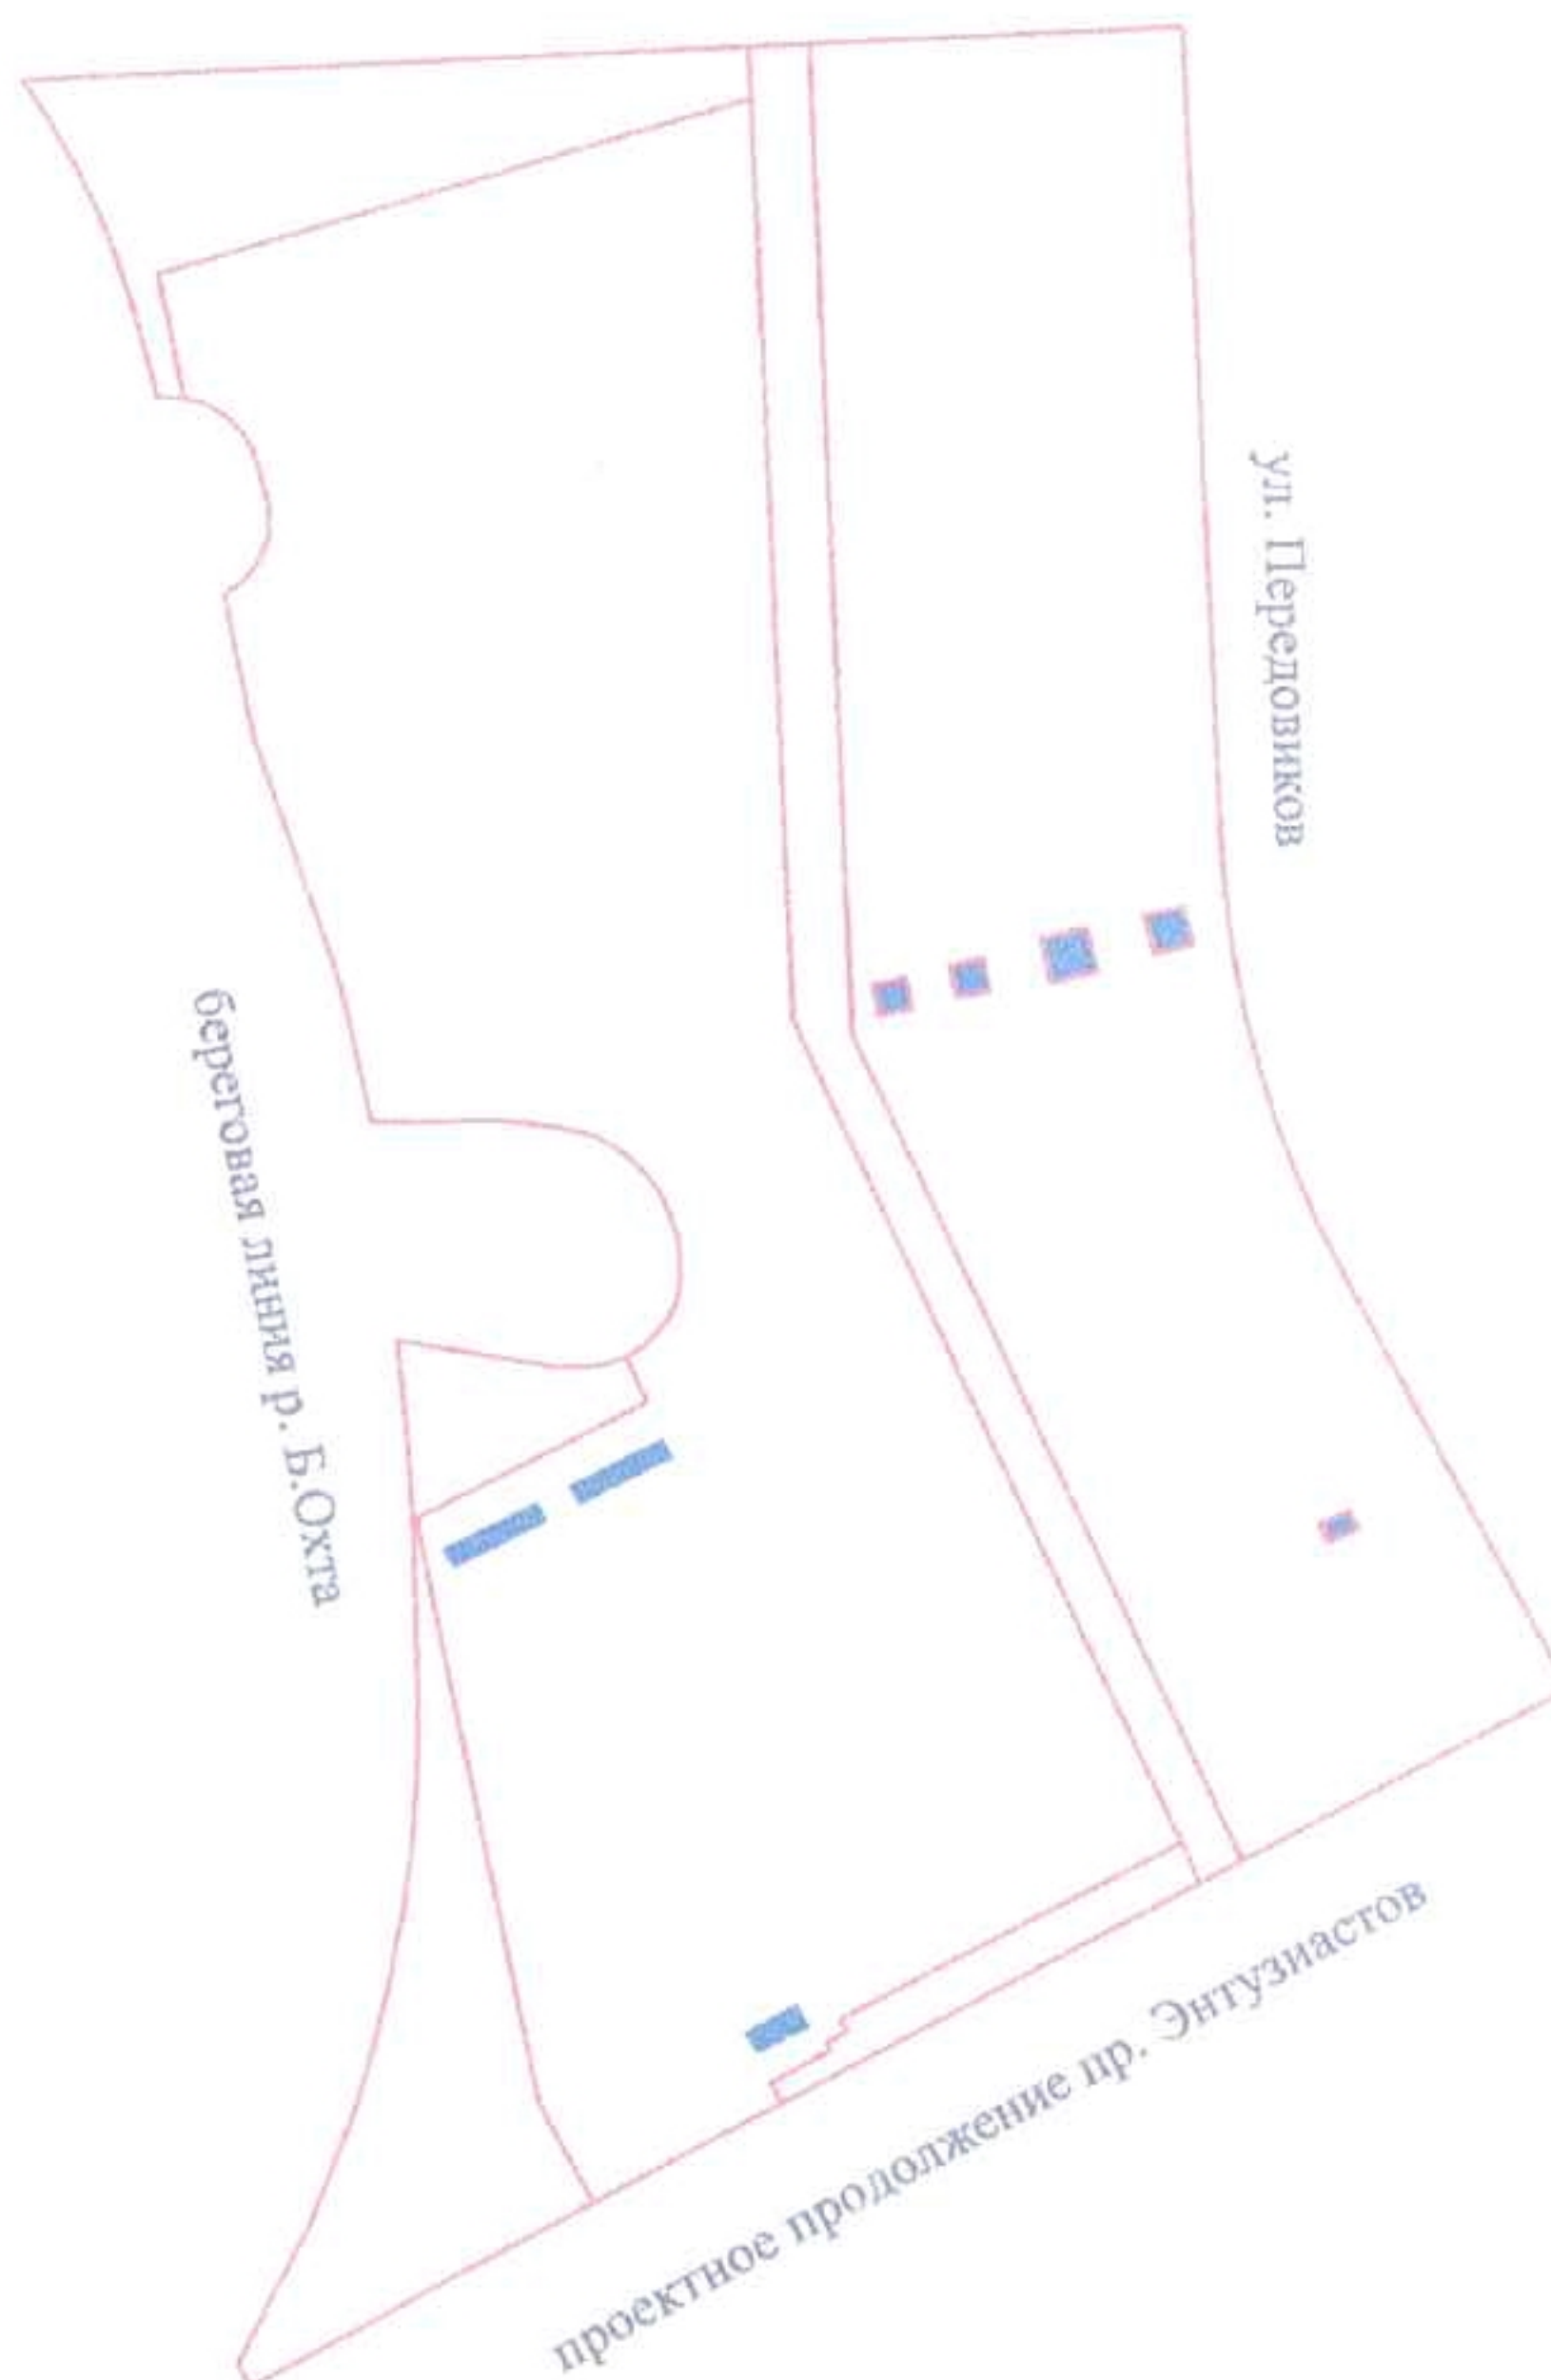 ул. Передовиков
береговая линия р. Б.Охта
проектное продолжение пр. Энтузиастов